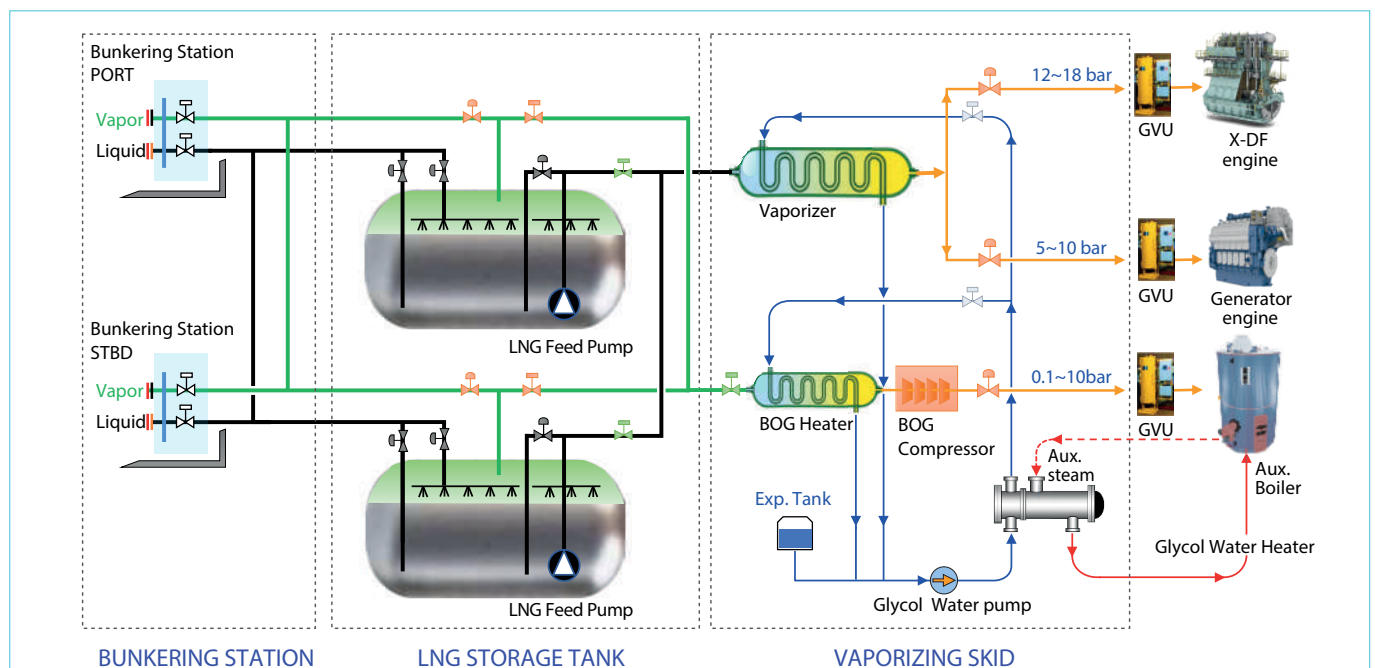 Bunkering Station
PORT
Vapor
Liquid
12~18 bar
GVU
X-DF
engine
Vaporizer
5~10 bar
GVU
Generator
engine
LNG Feed Pump
Bunkering Station
STBD
Vapor
Liquid
0.1~10bar
GVU
BOG Heater
BOG
Compressor
Aux.
steam
Aux.
Boiler
Exp. Tank
Glycol Water Heater
LNG Feed Pump
Glycol Water pump
BUNKERING STATION
LNG STORAGE TANK
VAPORIZING SKID